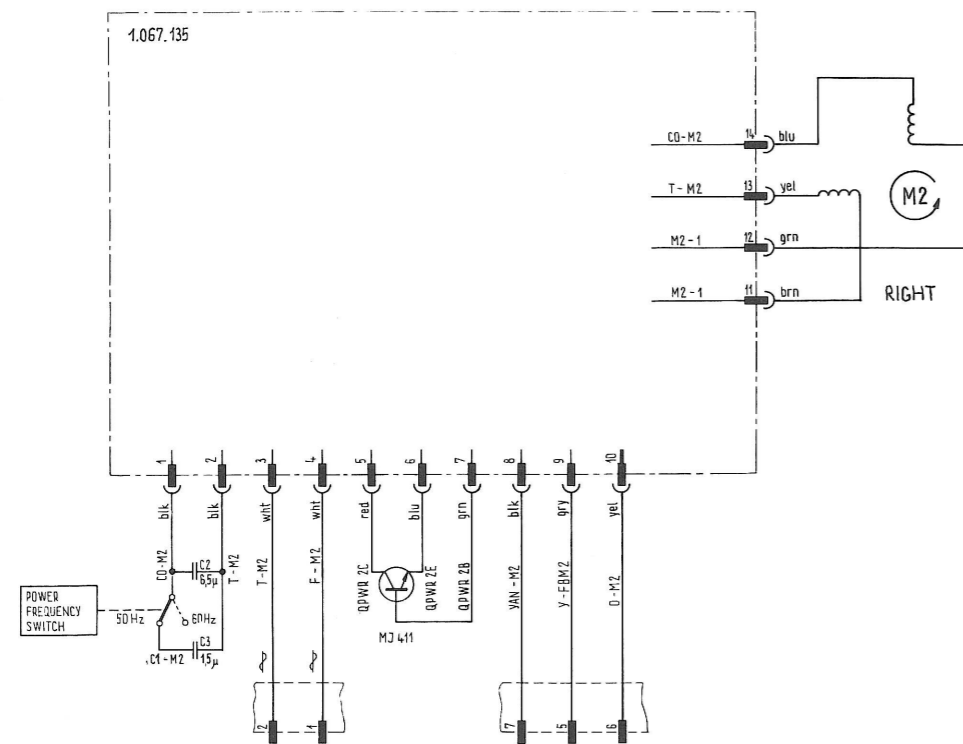 1.067.135
CO-M2
14
blu
T-M2
13
yel
M2
M2-1
12
grn
M2-1
11
brn
RIGHT
1
2
3
4
5
6
7
8
9
10
blk
blk
wht
wht
red
blu
grn
blk
gry
yel
CO-M2
C2
6,5µ
T-M2
T-M2
F-M2
QPWR 2C
QPWR 2E
QPWR 2B
YAN-M2
Y-FBM2
O-M2
POWER
FREQUENCY
SWITCH
50Hz
60Hz
MJ411
C1-M2
C3
1,5µ
2
1
7
5
6